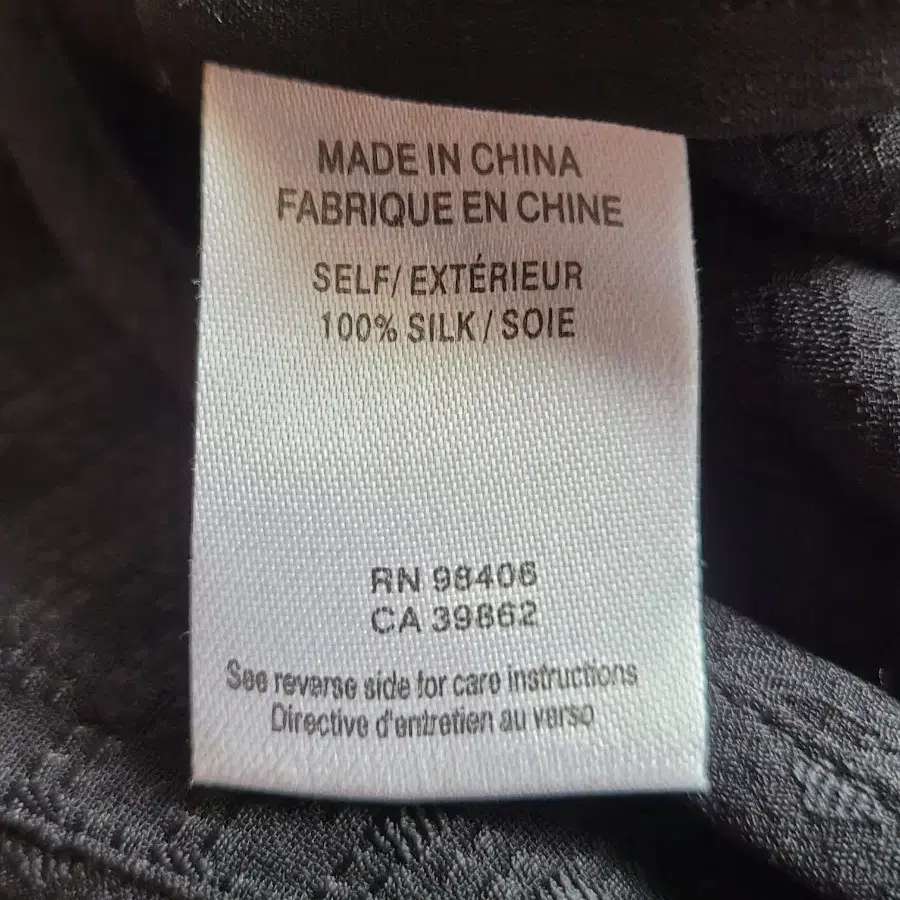 MADE IN CHINA
FABRIQUE EN CHINE
SELF/ EXTÉRIEUR
100% SILK / SOIE
RN 98406
CA 39862
See reverse side for care instructions
Directive d'entretien au verso